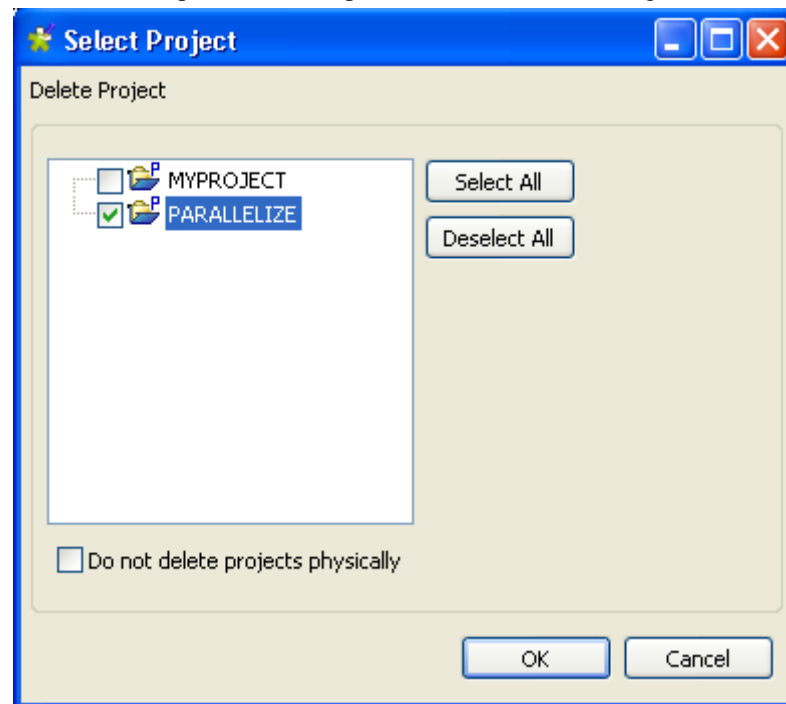 Select Project
Delete Project
MYPROJECT
PARALLELIZE
Select All
Deselect All
Do not delete projects physically
OK
Cancel